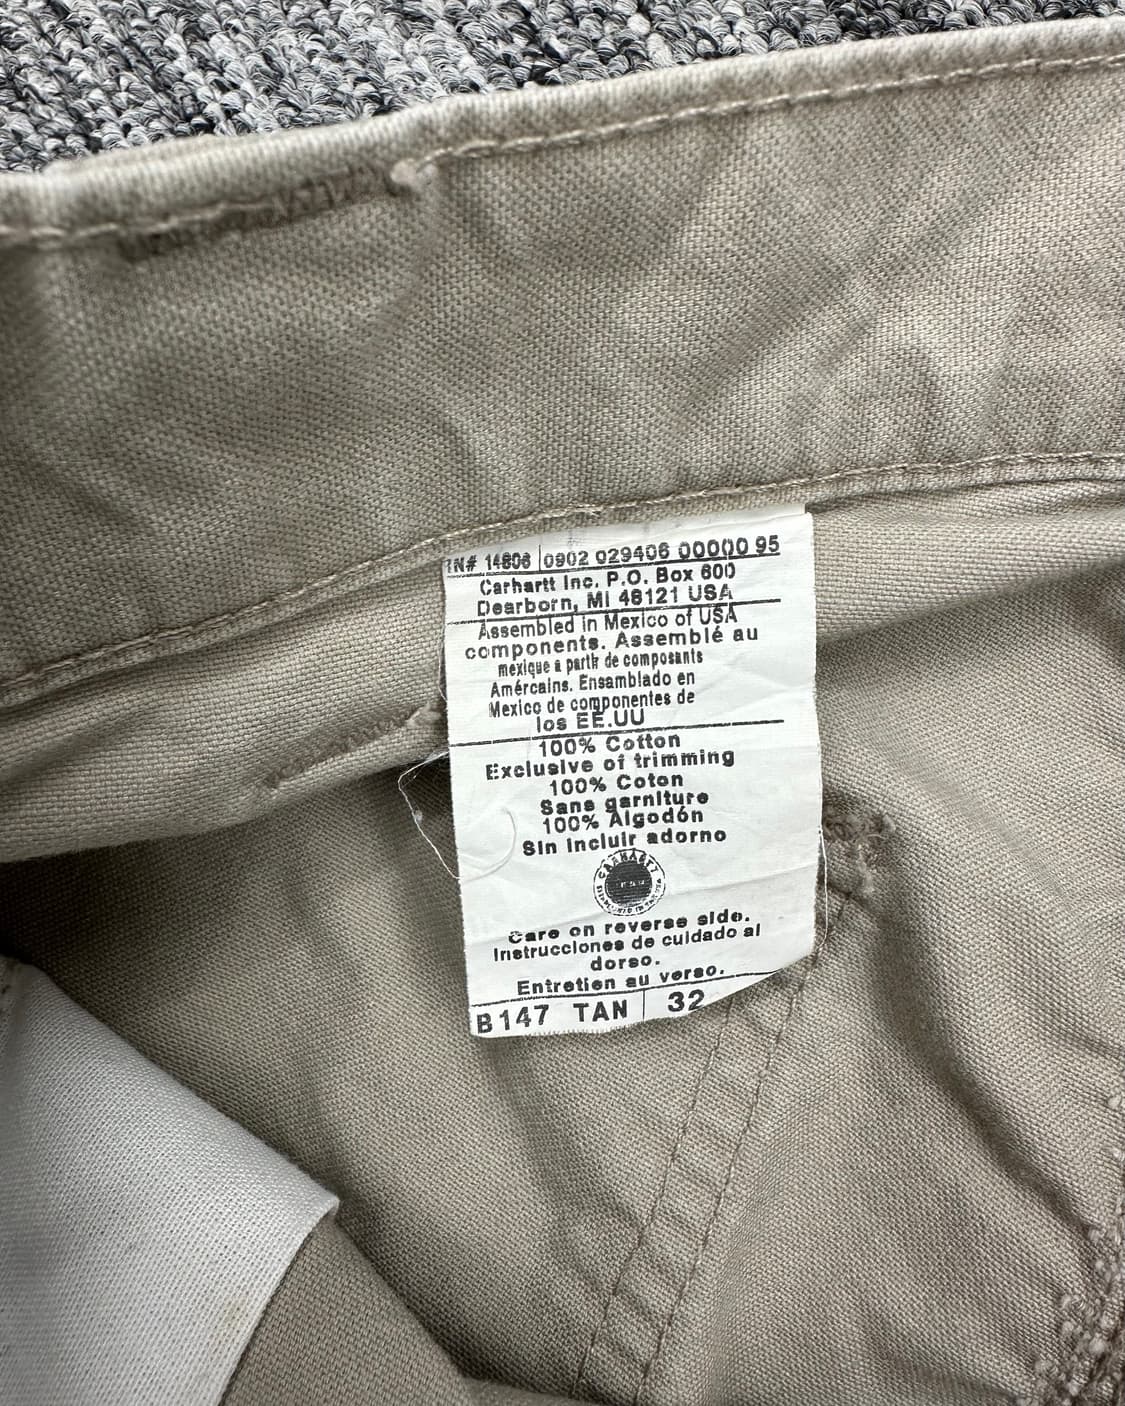 RN# 14806 0902 029406 00000 95
Carhartt Inc. P.O. Box 600
Dearborn, MI 48121 USA
Assembled in Mexico of USA
components. Assemblé au
mexique a partir de composants
Amércains. Ensamblado en
Mexico de componentes de
los EE.UU
100% Cotton
Exclusive of trimming
100% Coton
Sans garniture
100% Algodón
Sin incluir adorno
CARHARTT
Care on reverse side.
Instrucciones de cuidado al
dorso.
Entretien au verso.
B147 TAN 32